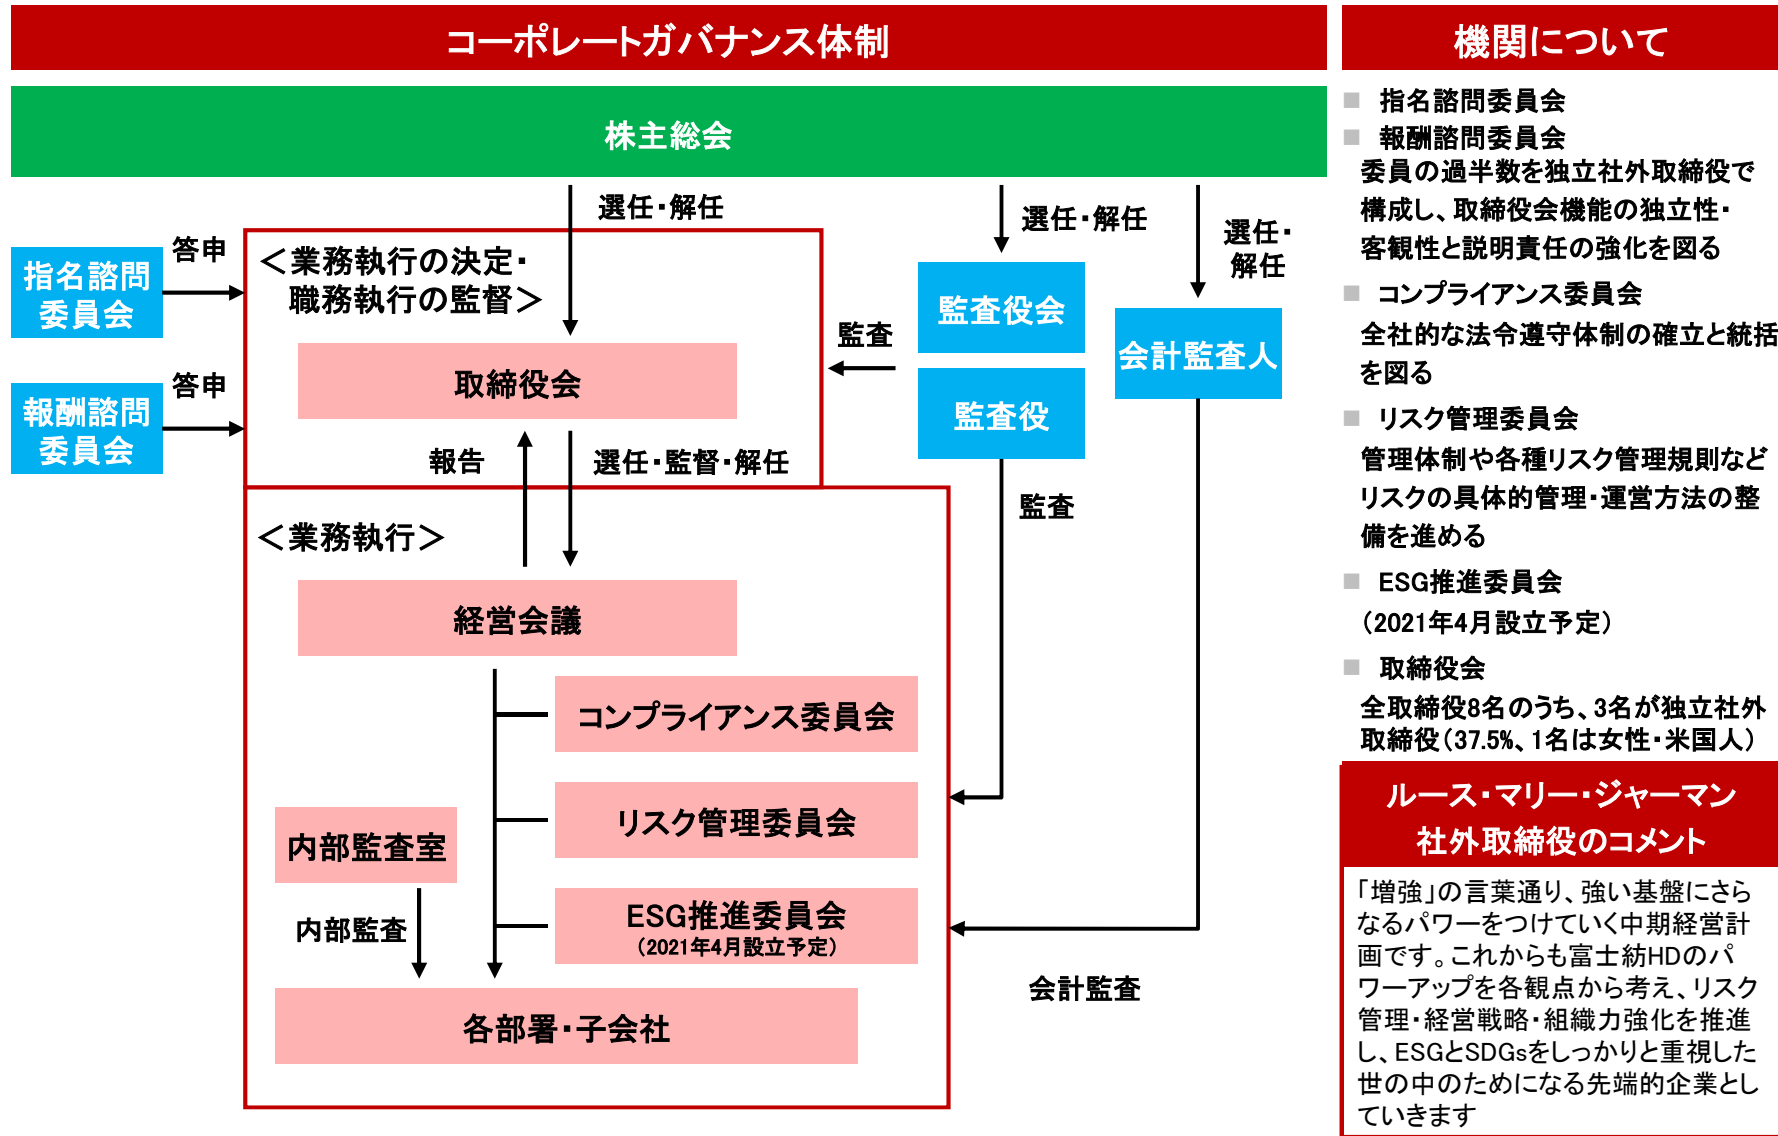 コーポレートガバナンス体制
株主総会
選任・解任
選任・解任
選任・
解任
答申
指名諮問
委員会
答申
報酬諮問
委員会
＜業務執行の決定・
職務執行の監督＞
取締役会
監査
監査役会
監査役
会計監査人
報告
選任・監督・解任
監査
＜業務執行＞
経営会議
コンプライアンス委員会
リスク管理委員会
内部監査室
ESG推進委員会
（2021年4月設立予定）
内部監査
会計監査
各部署・子会社
機関について
■ 指名諮問委員会
■ 報酬諮問委員会
委員の過半数を独立社外取締役で
構成し、取締役会機能の独立性・
客観性と説明責任の強化を図る
■ コンプライアンス委員会
全社的な法令遵守体制の確立と統括
を図る
■ リスク管理委員会
管理体制や各種リスク管理規則など
リスクの具体的管理・運営方法の整
備を進める
■ ESG推進委員会
（2021年4月設立予定）
■ 取締役会
全取締役8名のうち、3名が独立社外
取締役（37.5%、1名は女性・米国人）
ルース・マリー・ジャーマン
社外取締役のコメント
「増強」の言葉通り、強い基盤にさら
なるパワーをつけていく中期経営計
画です。これからも富士紡HDのパ
ワーアップを各観点から考え、リスク
管理・経営戦略・組織力強化を推進
し、ESGとSDGsをしっかりと重視した
世の中のためになる先端的企業とし
ていきます